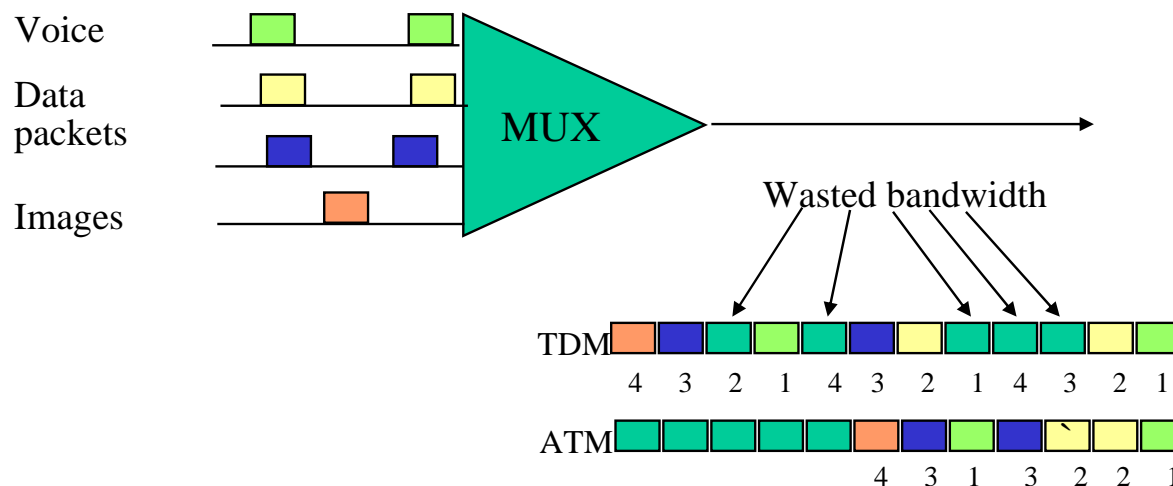 Voice
Data
packets
Images
MUX
Wasted bandwidth
TDM
4 3 2 1 4 3 2 1 4 3 2 1
ATM
`
4 3 1 3 2 2 1